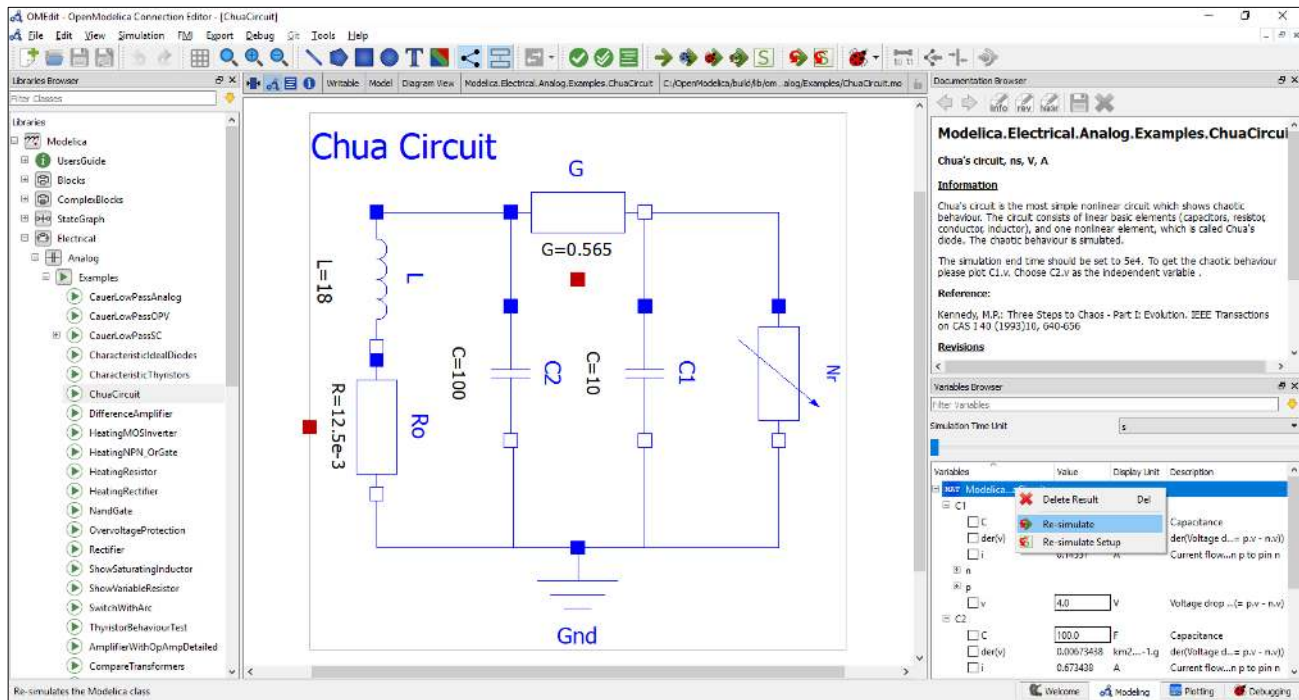 OMEdit - OpenModelica Connection Editor - [ChuaCircuit]
File Edit View Simulation FMI Export Debug Git Tools Help
Libraries Browser
Filter Classes
Libraries
Modelica
UsersGuide
Blocks
ComplexBlocks
StateGraph
Electrical
Analog
Examples
CauerLowPassAnalog
CauerLowPassOPV
CauerLowPassSC
CharacteristicIdealDiodes
CharacteristicThyristors
ChuaCircuit
DifferenceAmplifier
HeatingMOSInverter
HeatingNPN_OrGate
HeatingResistor
HeatingRectifier
NandGate
OvervoltageProtection
Rectifier
ShowSaturatingInductor
ShowVariableResistor
SwitchWithArc
ThyristorBehaviourTest
AmplifierWithOpAmpDetailed
CompareTransformers
Writable Model Diagram View Modelica.Electrical.Analog.Examples.ChuaCircuit C:/OpenModelica/build/lib/om...alog/Examples/ChuaCircuit.mo
Chua Circuit
G
G=0.565
L
L=18
C2
C=100
C1
C=10
Nr
Ro
R=12.5e-3
Gnd
Documentation Browser
Modelica.Electrical.Analog.Examples.ChuaCircui
Chua's circuit, ns, V, A
Information
Chua's circuit is the most simple nonlinear circuit which shows chaotic
behaviour. The circuit consists of linear basic elements (capacitors, resistor,
conductor, inductor), and one nonlinear element, which is called Chua's
diode. The chaotic behaviour is simulated.
The simulation end time should be set to 5e4. To get the chaotic behaviour
please plot C1.v. Choose C2.v as the independent variable .
Reference:
Kennedy, M.P.: Three Steps to Chaos - Part I: Evolution. IEEE Transactions
on CAS I 40 (1993)10, 640-656
Revisions
Variables Browser
Filter Variables
Simulation Time Unit s
Variables Value Display Unit Description
MAT Modelica...
Delete Result Del
Re-simulate
Re-simulate Setup
C1
C Capacitance
der(v) der(Voltage d...= p.v - n.v))
i 0.14551 A Current flow...n p to pin n
n
p
v 4.0 V Voltage drop ...(= p.v - n.v)
C2
C 100.0 F Capacitance
der(v) 0.00673438 km2...-1.g der(Voltage d...= p.v - n.v))
i 0.673438 A Current flow...n p to pin n
Re-simulates the Modelica class
Welcome Modeling Plotting Debugging